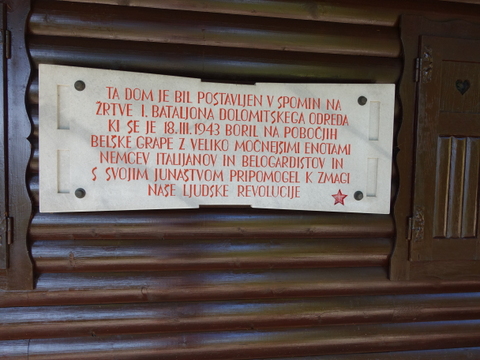 TA DOM JE BIL POSTAVLJEN V SPOMIN NA
ŽRTVE I. BATALJONA DOLOMITSKEGA ODREDA
KI SE JE 18.III.1943 BORIL NA POBOČJIH
BELSKE GRAPE Z VELIKO MOČNEJŠIMI ENOTAMI
NEMCEV ITALIJANOV IN BELOGARDISTOV IN
S SVOJIM JUNAŠTVOM PRIPOMOGEL K ZMAGI
NAŠE LJUDSKE REVOLUCIJE